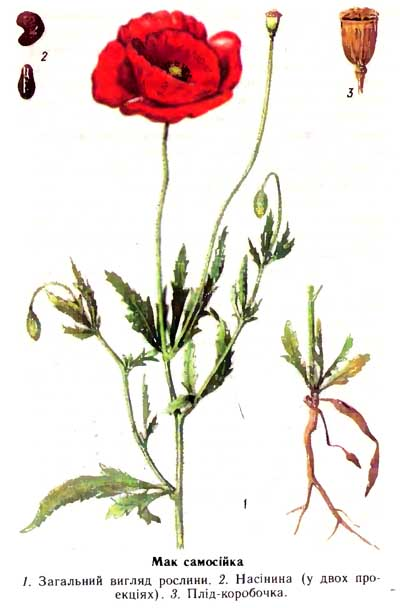 2
3
1
Мак самосійка
1. Загальний вигляд рослини. 2. Насінина (у двох про-
екціях). 3. Плід-коробочка.